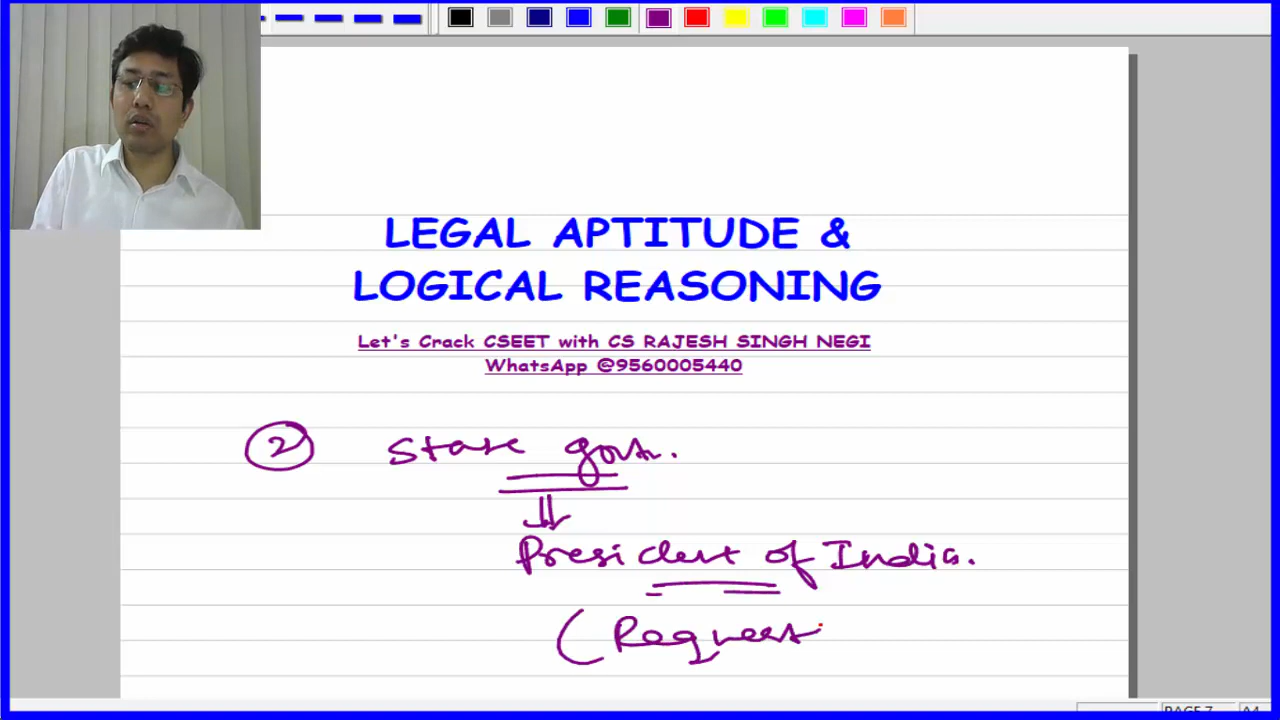 LEGAL APTITUDE &
LOGICAL REASONING
Let's Crack CSEET with CS RAJESH SINGH NEGI
WhatsApp @9560005440
2 State govt.
President of India.
(Request